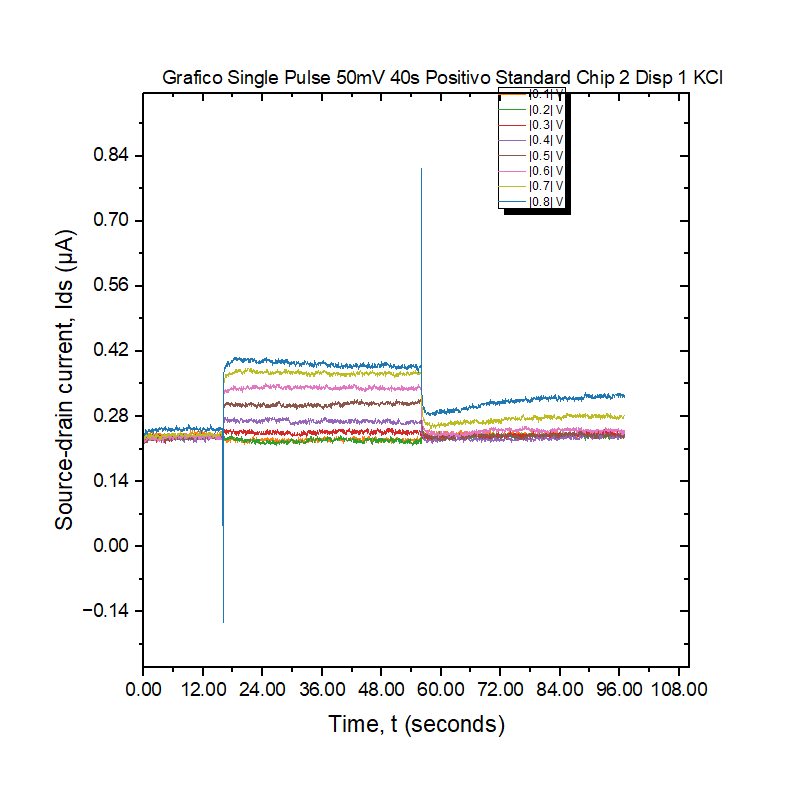 Grafico Single Pulse 50mV 40s Positivo Standard Chip 2 Disp 1 KCl
|0.1| V
|0.2| V
|0.3| V
|0.4| V
|0.5| V
|0.6| V
|0.7| V
|0.8| V
Source-drain current, Ids (µA)
0.84
0.70
0.56
0.42
0.28
0.14
0.00
−0.14
0.00 12.00 24.00 36.00 48.00 60.00 72.00 84.00 96.00 108.00
Time, t (seconds)